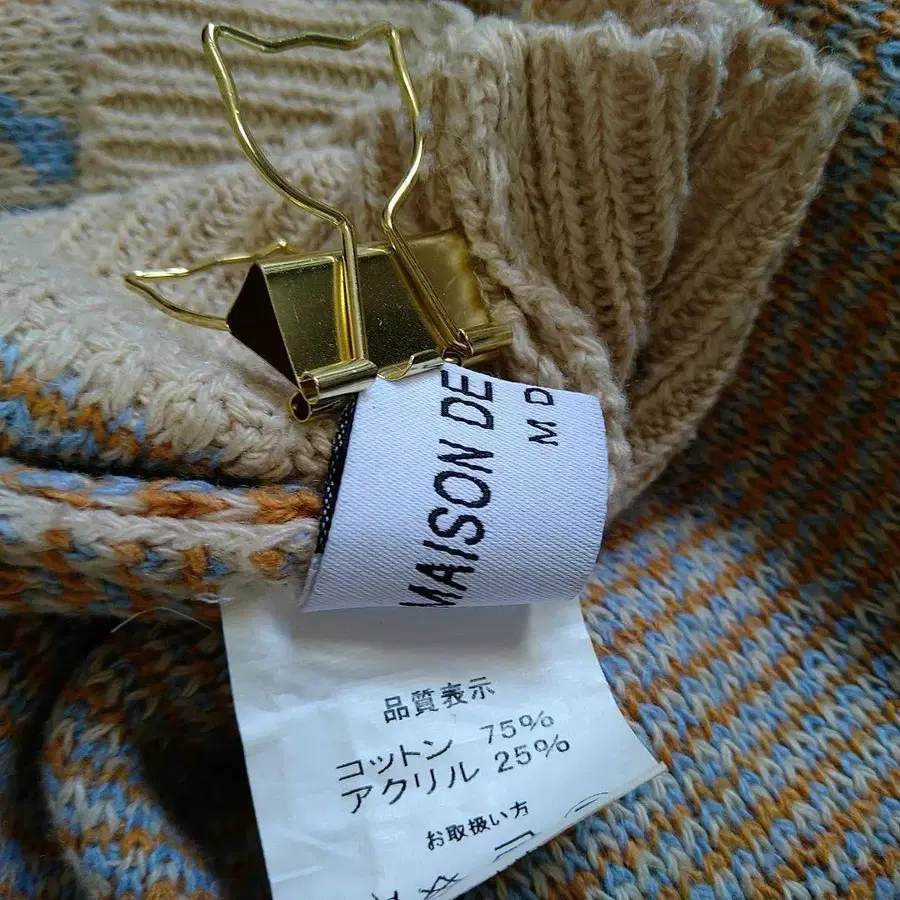 MAISON DE
M D
品質表示
コットン 75%
アクリル 25%
お取扱い方